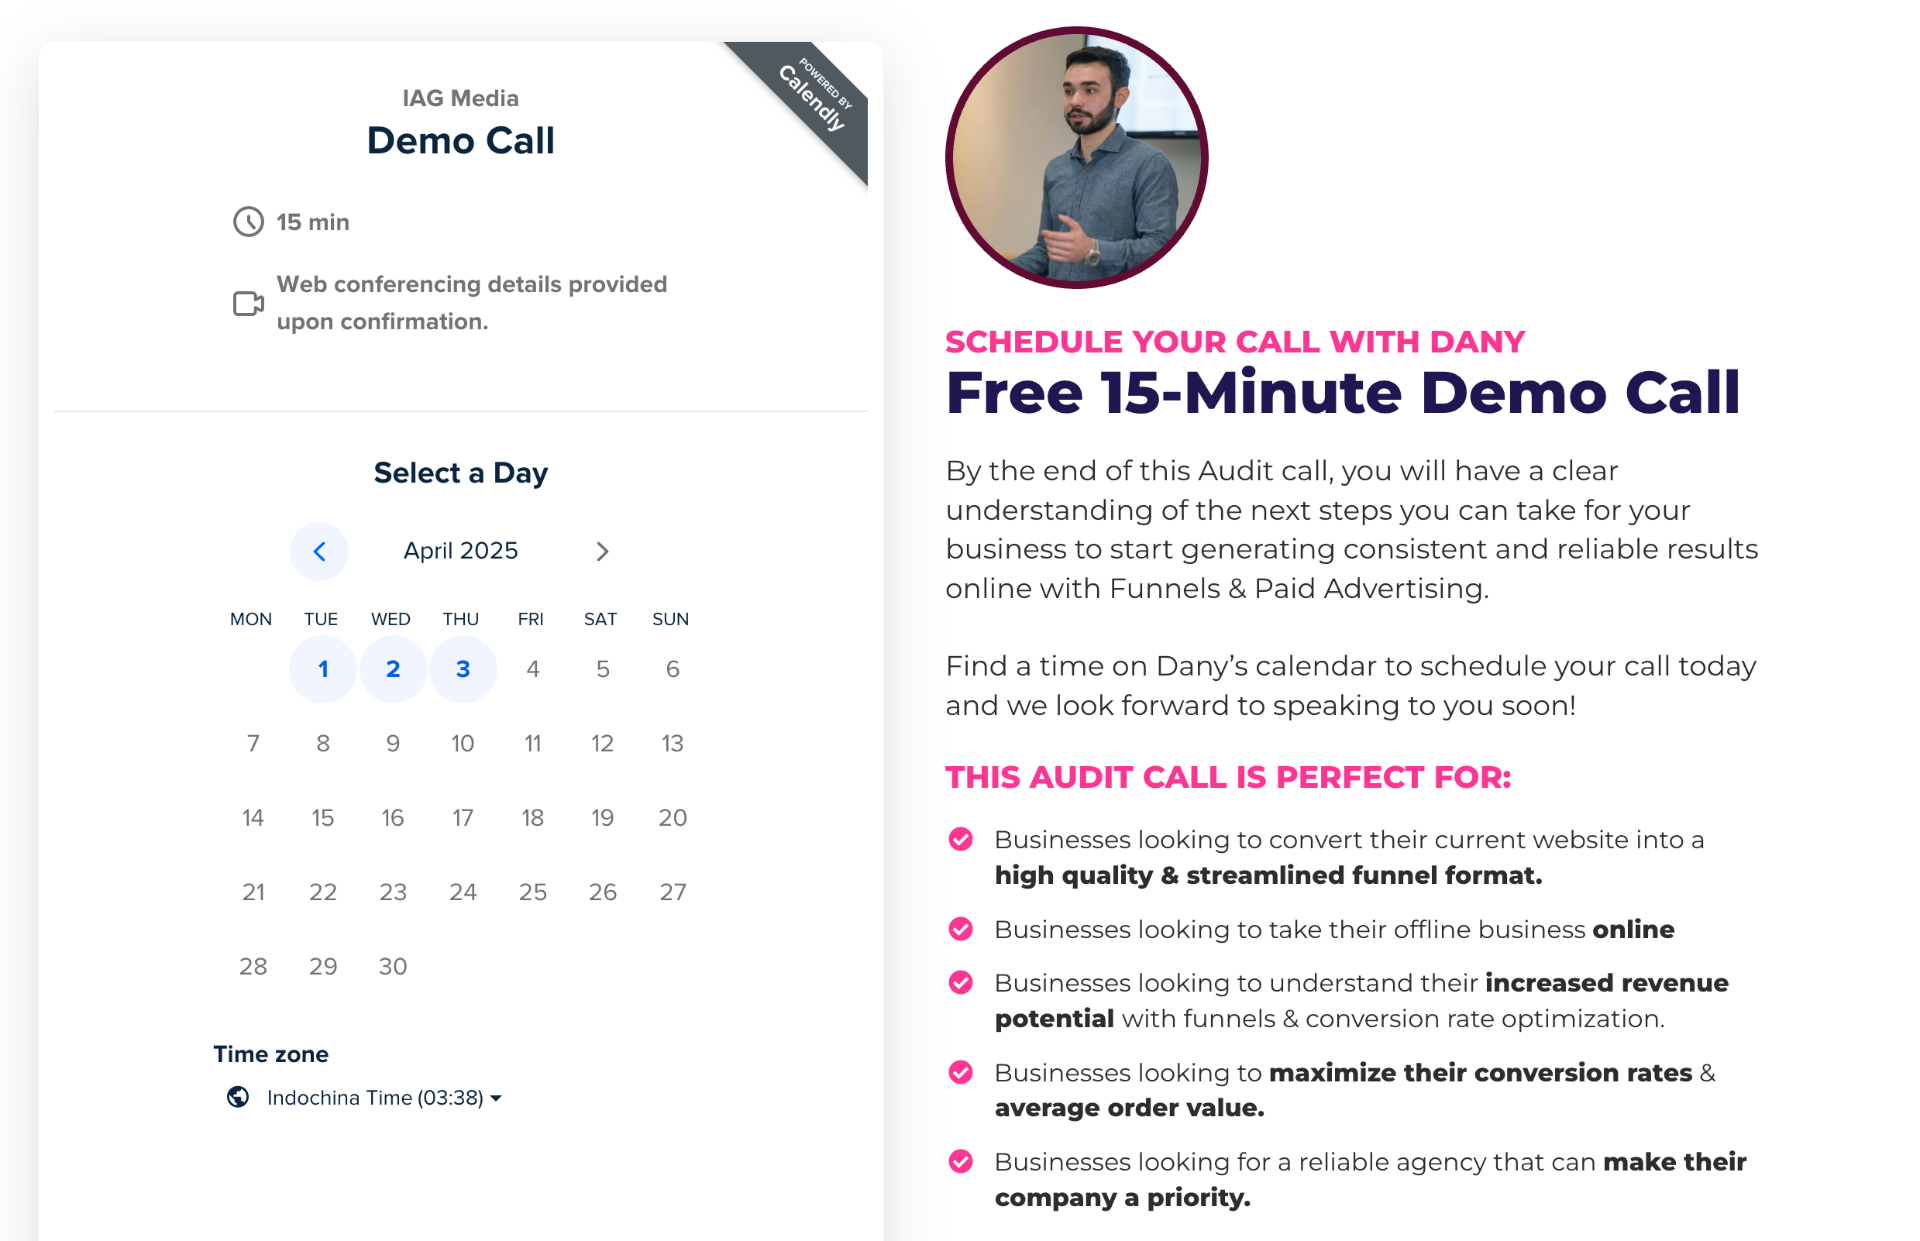 IAG Media
Demo Call
POWERED BY
Calendly
15 min
Web conferencing details provided
upon confirmation.
Select a Day
April 2025
MON TUE WED THU FRI SAT SUN
1 2 3 4 5 6
7 8 9 10 11 12 13
14 15 16 17 18 19 20
21 22 23 24 25 26 27
28 29 30
Time zone
Indochina Time (03:38)
SCHEDULE YOUR CALL WITH DANY
Free 15-Minute Demo Call
By the end of this Audit call, you will have a clear
understanding of the next steps you can take for your
business to start generating consistent and reliable results
online with Funnels & Paid Advertising.
Find a time on Dany’s calendar to schedule your call today
and we look forward to speaking to you soon!
THIS AUDIT CALL IS PERFECT FOR:
Businesses looking to convert their current website into a
high quality & streamlined funnel format.
Businesses looking to take their offline business online
Businesses looking to understand their increased revenue
potential with funnels & conversion rate optimization.
Businesses looking to maximize their conversion rates &
average order value.
Businesses looking for a reliable agency that can make their
company a priority.